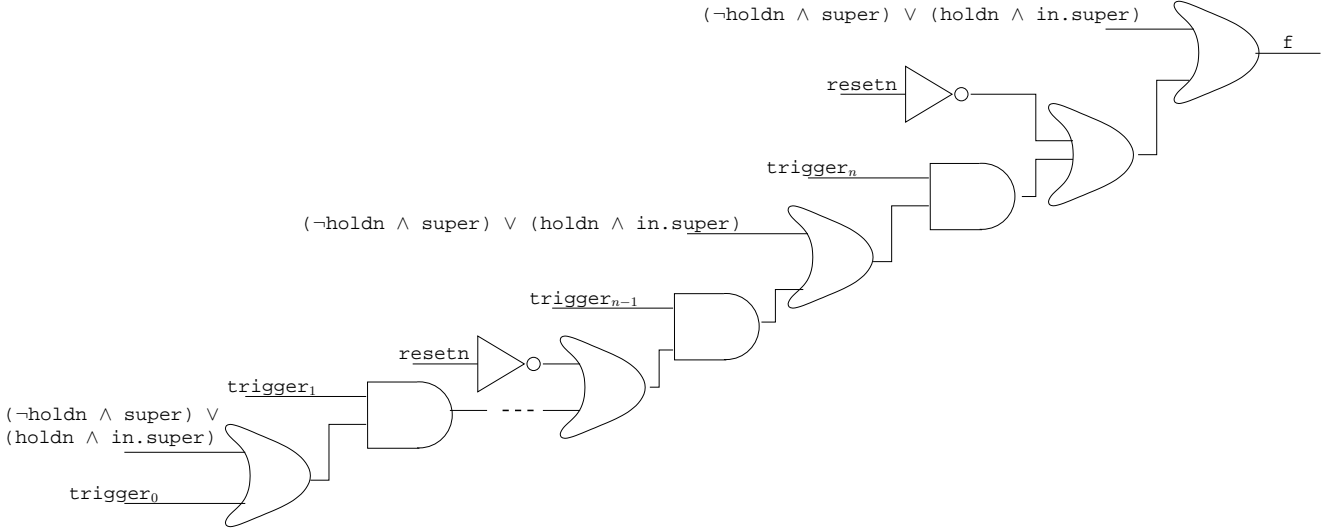 (¬holdn ∧ super) ∨ (holdn ∧ in.super)
f
resetn
triggerₙ
(¬holdn ∧ super) ∨ (holdn ∧ in.super)
triggerₙ₋₁
resetn
trigger₁
(¬holdn ∧ super) ∨
(holdn ∧ in.super)
trigger₀